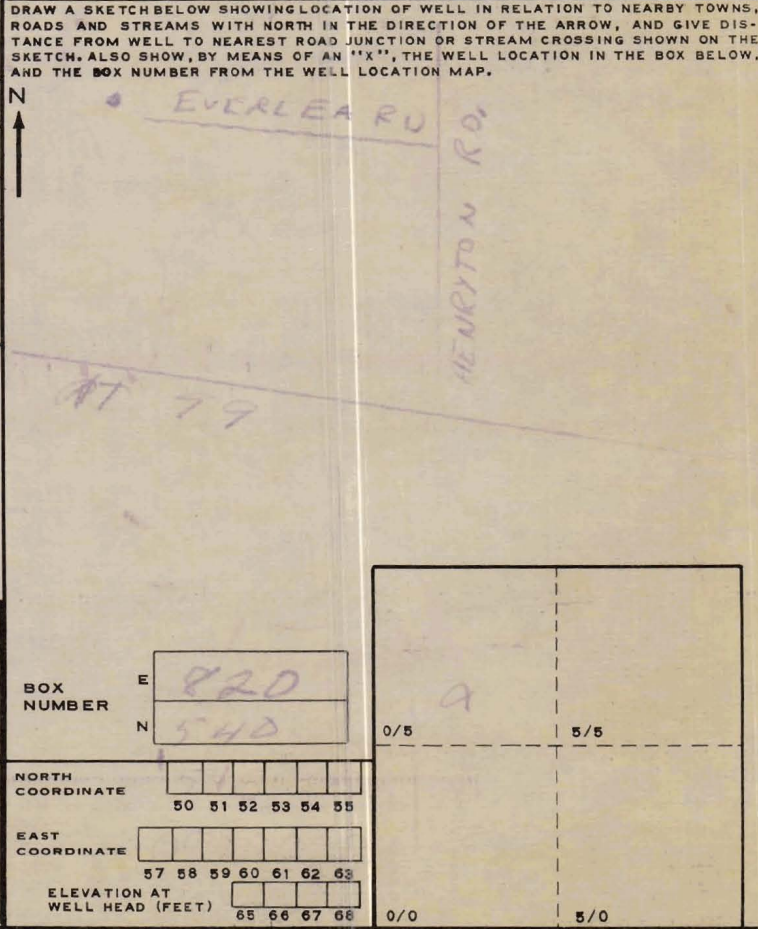 DRAW A SKETCH BELOW SHOWING LOCATION OF WELL IN RELATION TO NEARBY TOWNS,
ROADS AND STREAMS WITH NORTH IN THE DIRECTION OF THE ARROW, AND GIVE DIS-
TANCE FROM WELL TO NEAREST ROAD JUNCTION OR STREAM CROSSING SHOWN ON THE
SKETCH. ALSO SHOW, BY MEANS OF AN "X", THE WELL LOCATION IN THE BOX BELOW,
AND THE BOX NUMBER FROM THE WELL LOCATION MAP.
N
EVERLEA RD
HENRYTON RD.
79
BOX
NUMBER
E 820
N 540
0/5 5/5
NORTH
COORDINATE
50 51 52 53 54 55
EAST
COORDINATE
57 58 59 60 61 62 63
ELEVATION AT
WELL HEAD (FEET)
65 66 67 68
0/0 5/0